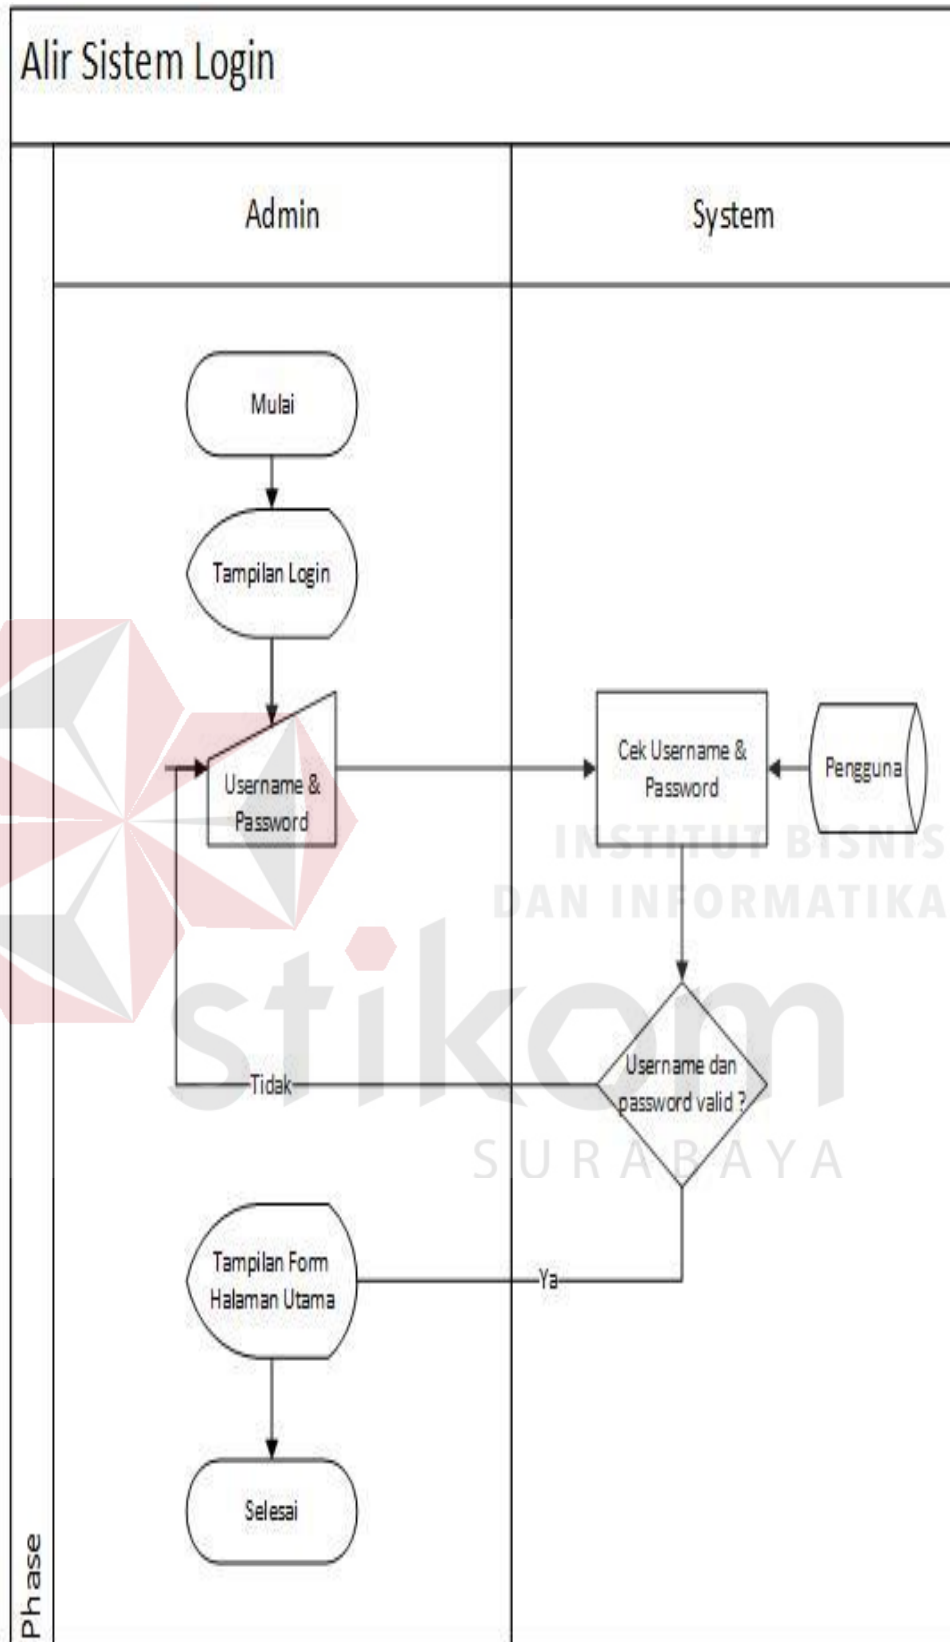 Alir Sistem Login
Admin
System
Mulai
Tampilan Login
Username &
Password
Cek Username &
Password
Pengguna
INSTITUT BISNIS
DAN INFORMATIKA
stikom
SURABAYA
Username dan
password valid ?
Tidak
Ya
Tampilan Form
Halaman Utama
Selesai
Phase